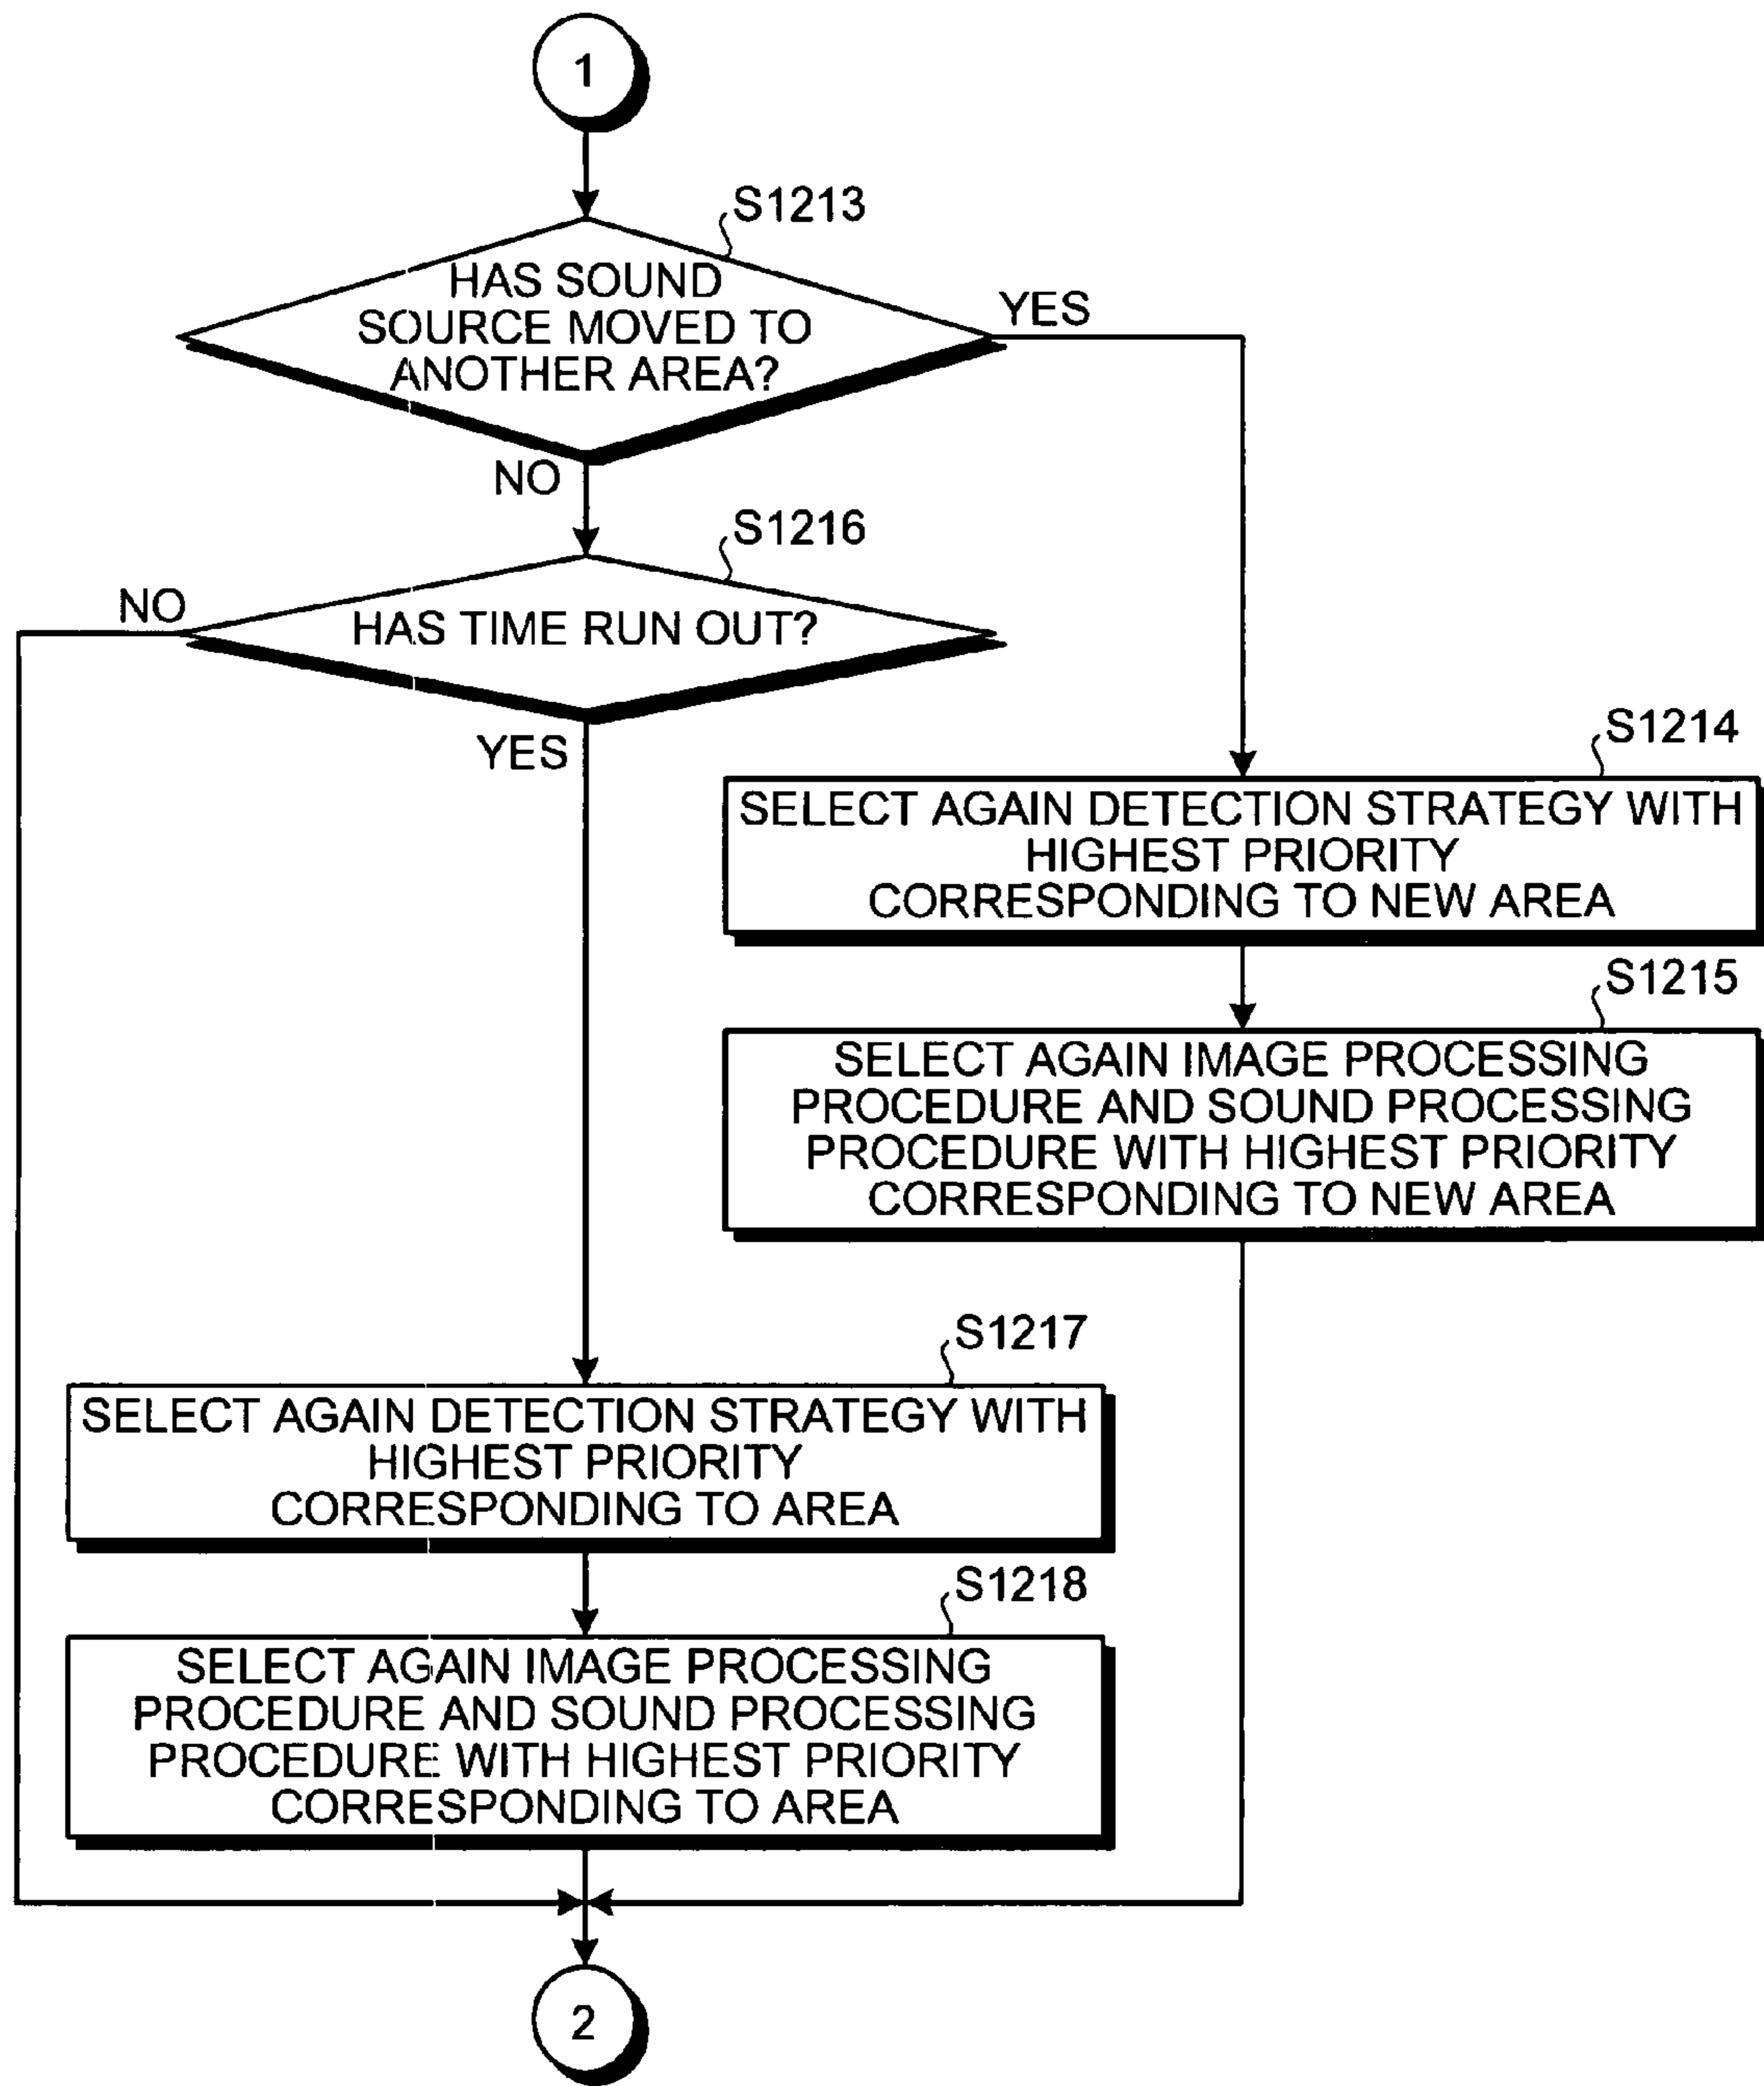 1
S1213
HAS SOUND
SOURCE MOVED TO
ANOTHER AREA?
YES
NO
S1216
NO
HAS TIME RUN OUT?
YES
S1214
SELECT AGAIN DETECTION STRATEGY WITH
HIGHEST PRIORITY
CORRESPONDING TO NEW AREA
S1215
SELECT AGAIN IMAGE PROCESSING
PROCEDURE AND SOUND PROCESSING
PROCEDURE WITH HIGHEST PRIORITY
CORRESPONDING TO NEW AREA
S1217
SELECT AGAIN DETECTION STRATEGY WITH
HIGHEST PRIORITY
CORRESPONDING TO AREA
S1218
SELECT AGAIN IMAGE PROCESSING
PROCEDURE AND SOUND PROCESSING
PROCEDURE WITH HIGHEST PRIORITY
CORRESPONDING TO AREA
2